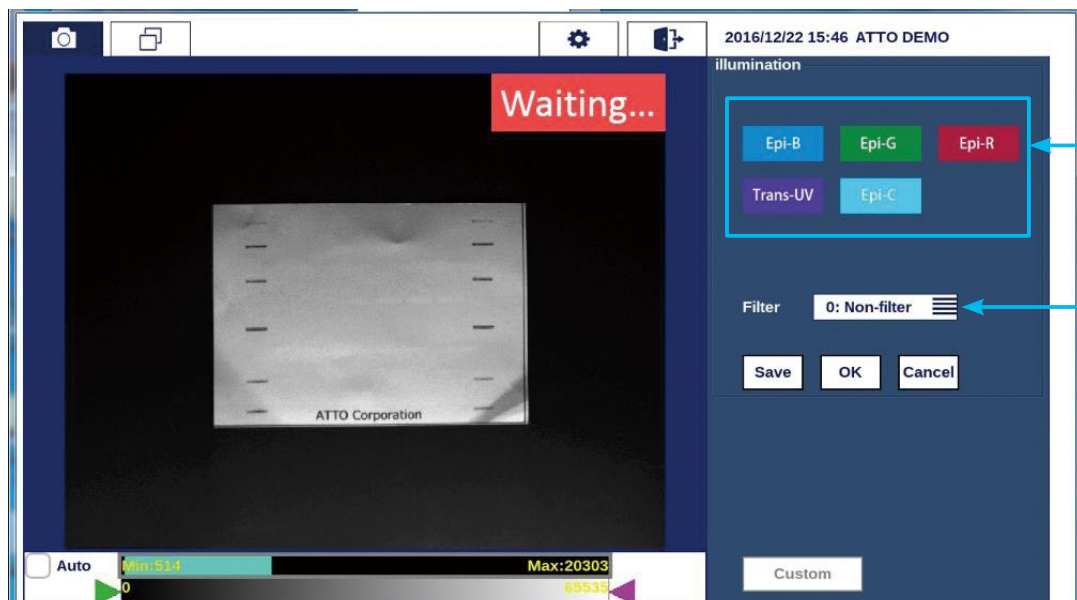 2016/12/22 15:46 ATTO DEMO
Waiting...
illumination
Epi-B Epi-G Epi-R
Trans-UV Epi-C
Filter 0: Non-filter
Save OK Cancel
ATTO Corporation
Auto Min:514 Max:20303
0 65535
Custom